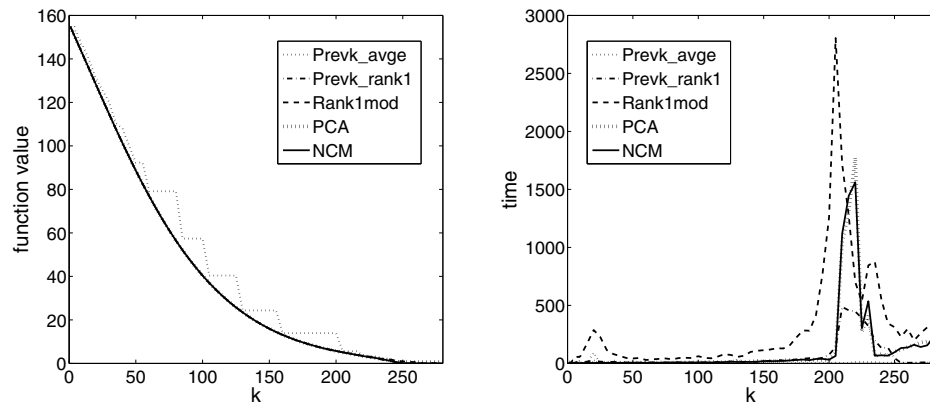 160
140
120
100
80
60
40
20
0
function value
0 50 100 150 200 250
k
Prevk_avge
Prevk_rank1
Rank1mod
PCA
NCM
3000
2500
2000
1500
1000
500
0
time
0 50 100 150 200 250
k
Prevk_avge
Prevk_rank1
Rank1mod
PCA
NCM